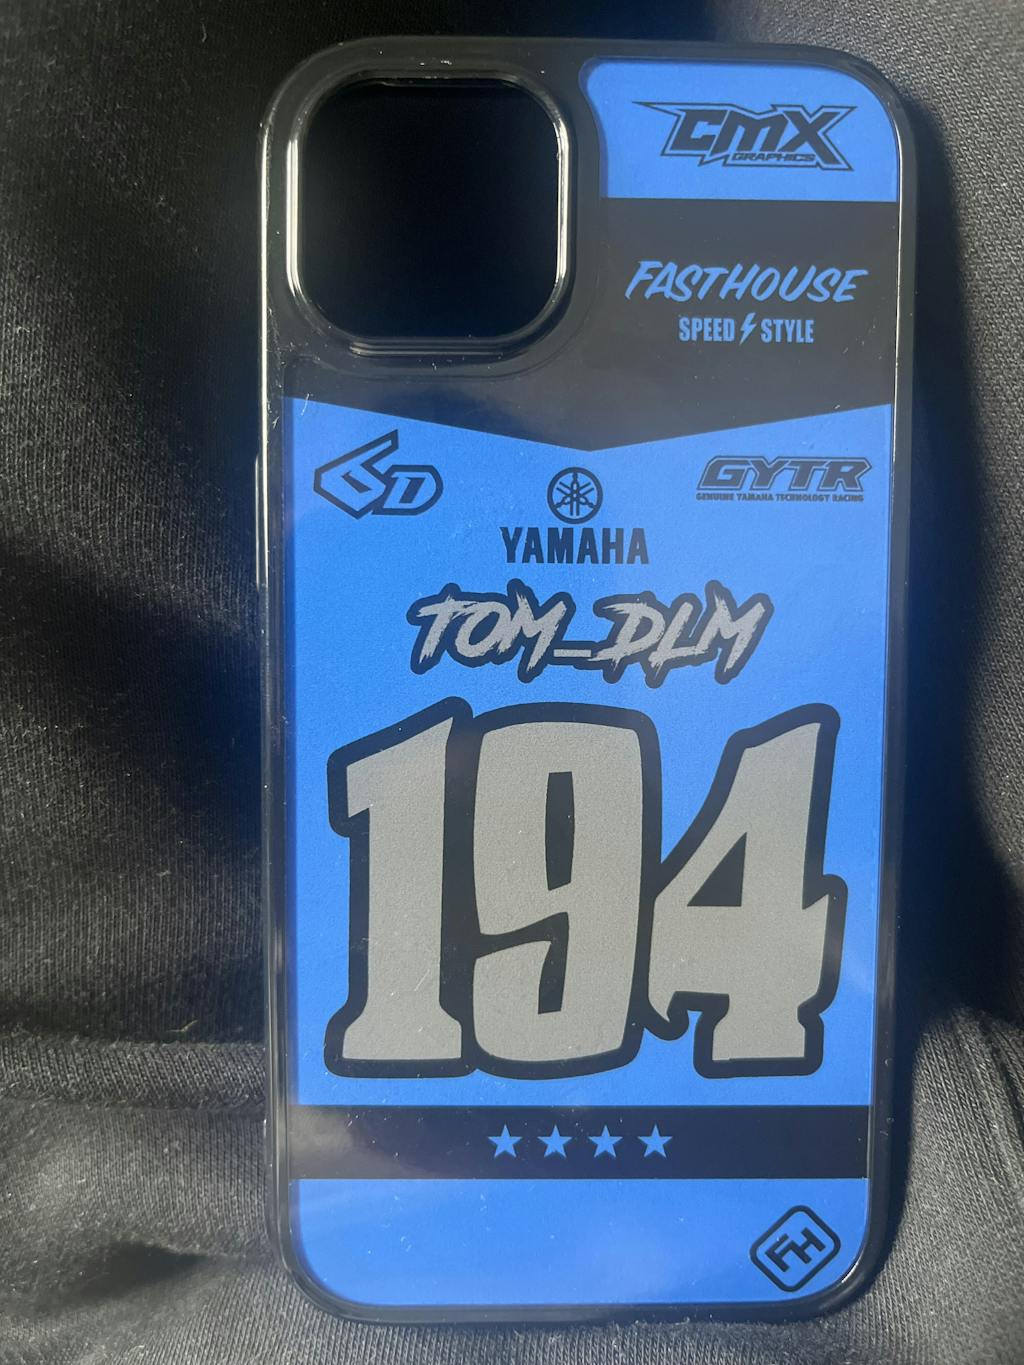 CMX
GRAPHICS
FASTHOUSE
SPEED STYLE
6D
GYTR
GENUINE YAMAHA TECHNOLOGY RACING
YAMAHA
TOM_DLM
194
FH